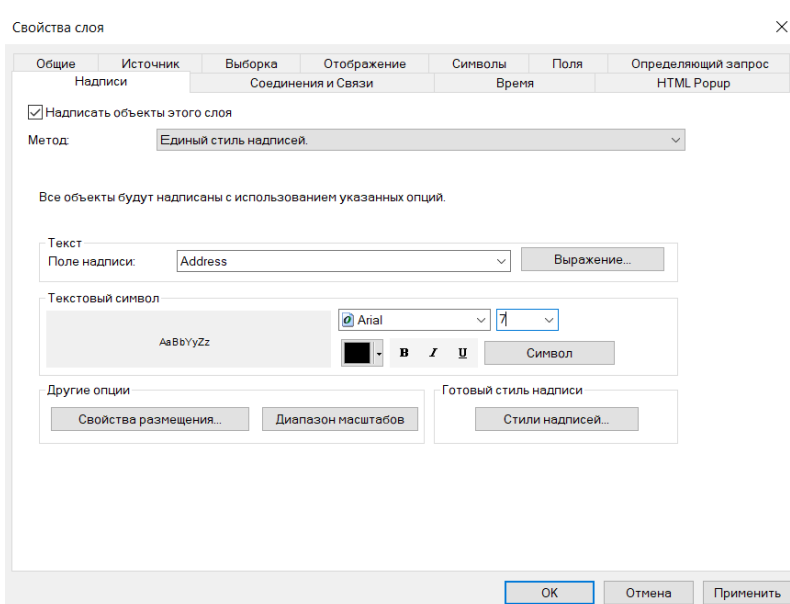 Свойства слоя
Общие Источник Выборка Отображение Символы Поля Определяющий запрос
Надписи Соединения и Связи Время HTML Popup
Надписать объекты этого слоя
Метод: Единый стиль надписей.
Все объекты будут надписаны с использованием указанных опций.
Текст
Поле надписи: Address Выражение...
Текстовый символ
AaBbYyZz
Arial 7
B I U Символ
Другие опции
Свойства размещения... Диапазон масштабов
Готовый стиль надписи
Стили надписей...
OK Отмена Применить